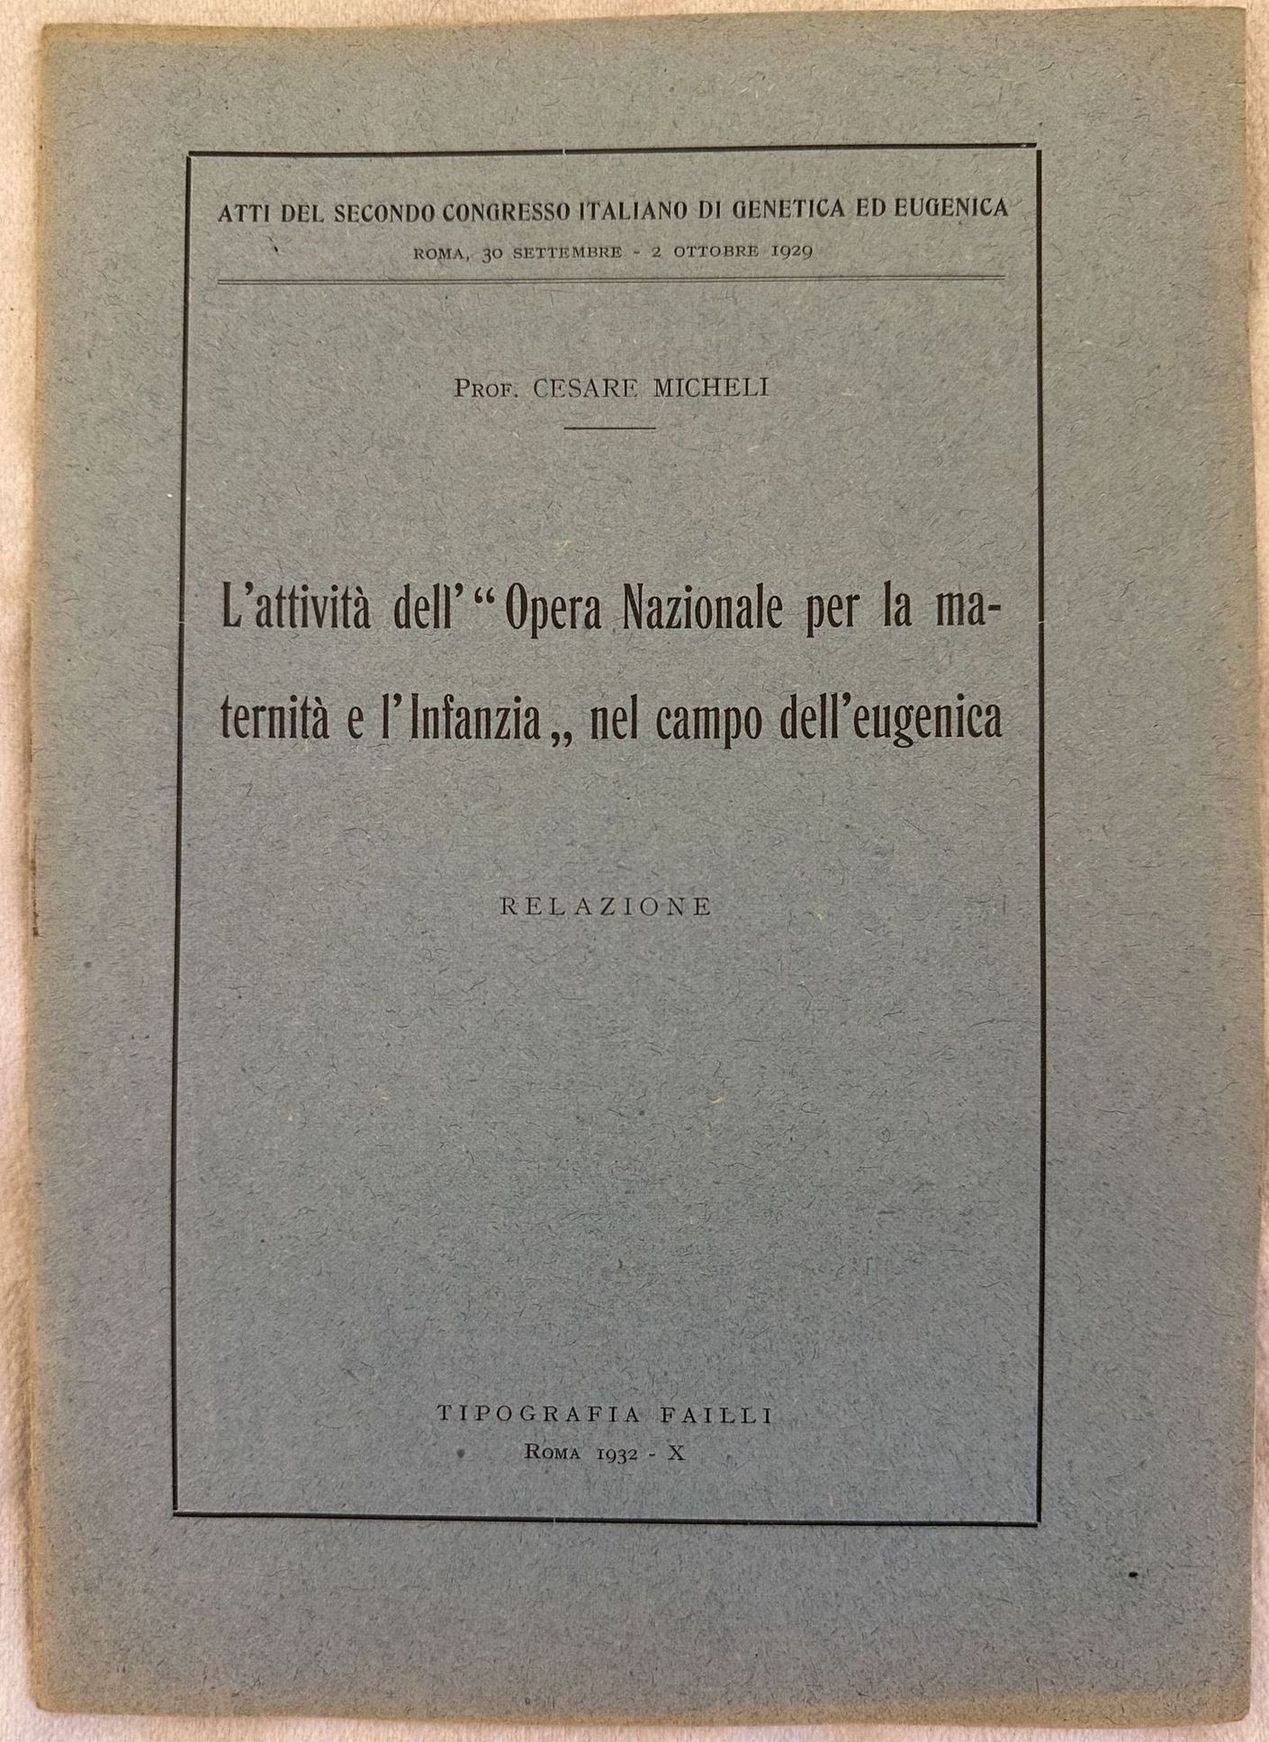 ATTI DEL SECONDO CONGRESSO ITALIANO DI GENETICA ED EUGENICA
ROMA, 30 SETTEMBRE - 2 OTTOBRE 1929
PROF. CESARE MICHELI
L'attività dell' “ Opera Nazionale per la ma-
ternità e l'Infanzia „ nel campo dell'eugenica
RELAZIONE
TIPOGRAFIA FAILLI
ROMA 1932 - X